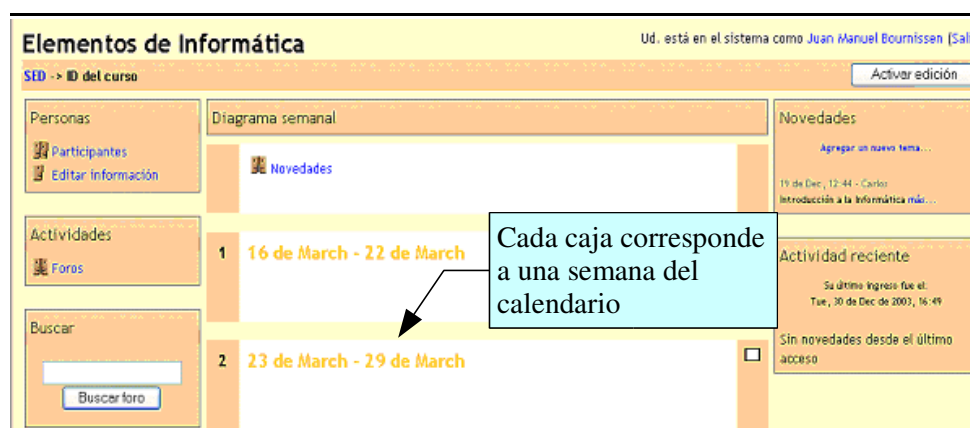 Elementos de Informática
Ud. está en el sistema como Juan Manuel Bournissen (Sal
SED -> ID del curso
Activar edición
Personas
Participantes
Editar información
Actividades
Foros
Buscar
Buscar foro
Diagrama semanal
Novedades
1 16 de March - 22 de March
Cada caja corresponde
a una semana del
calendario
2 23 de March - 29 de March
Novedades
Agregar un nuevo tema...
19 de Dec, 12:44 - Carlos
Introducción a la Informática más...
Actividad reciente
Su último ingreso fue el:
Tue, 30 de Dec de 2003, 16:49
Sin novedades desde el último
acceso